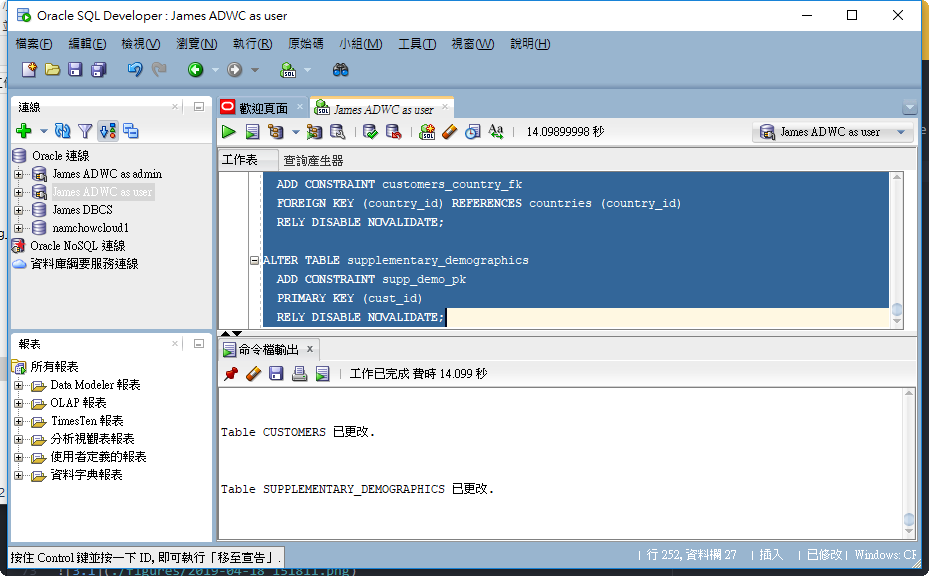 Oracle SQL Developer : James ADWC as user
檔案(F) 編輯(E) 檢視(V) 瀏覽(N) 執行(R) 原始碼 小組(M) 工具(T) 視窗(W) 說明(H)
連線
Oracle 連線
James ADWC as admin
James ADWC as user
James DBCS
namchowcloud1
Oracle NoSQL 連線
資料庫綱要服務連線
報表
所有報表
Data Modeler 報表
OLAP 報表
TimesTen 報表
分析視觀表報表
使用者定義的報表
資料字典報表
歡迎頁面
James ADWC as user
14.09899998 秒
James ADWC as user
工作表
查詢產生器
ADD CONSTRAINT customers_country_fk
FOREIGN KEY (country_id) REFERENCES countries (country_id)
RELY DISABLE NOVALIDATE;
ALTER TABLE supplementary_demographics
ADD CONSTRAINT supp_demo_pk
PRIMARY KEY (cust_id)
RELY DISABLE NOVALIDATE;
命令檔輸出 x
工作已完成 費時 14.099 秒
Table CUSTOMERS 已更改.
Table SUPPLEMENTARY_DEMOGRAPHICS 已更改.
按住 Control 鍵並按一下 ID, 即可執行「移至宣告」.
行 252, 資料欄 27 | 插入 | 已修改 | Windows: CF